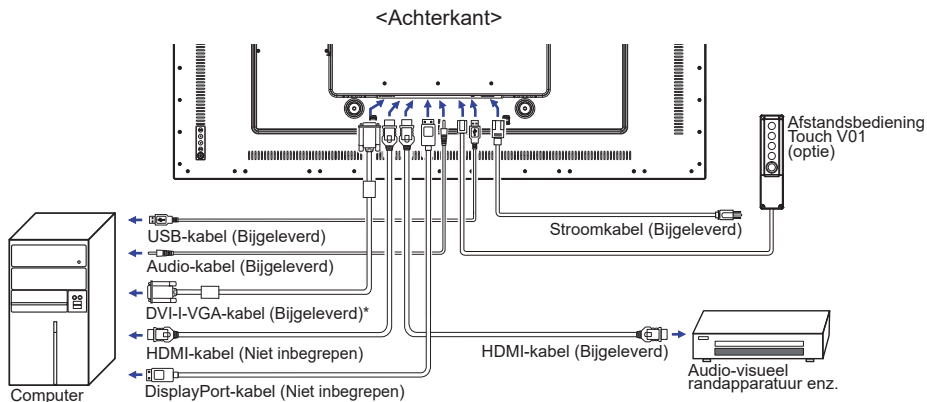 <Achterkant>
Afstandsbediening
Touch V01
(optie)
USB-kabel (Bijgeleverd)
Stroomkabel (Bijgeleverd)
Audio-kabel (Bijgeleverd)
DVI-I-VGA-kabel (Bijgeleverd)*
HDMI-kabel (Niet inbegrepen)
HDMI-kabel (Bijgeleverd)
Audio-visueel
randapparatuur enz.
DisplayPort-kabel (Niet inbegrepen)
Computer